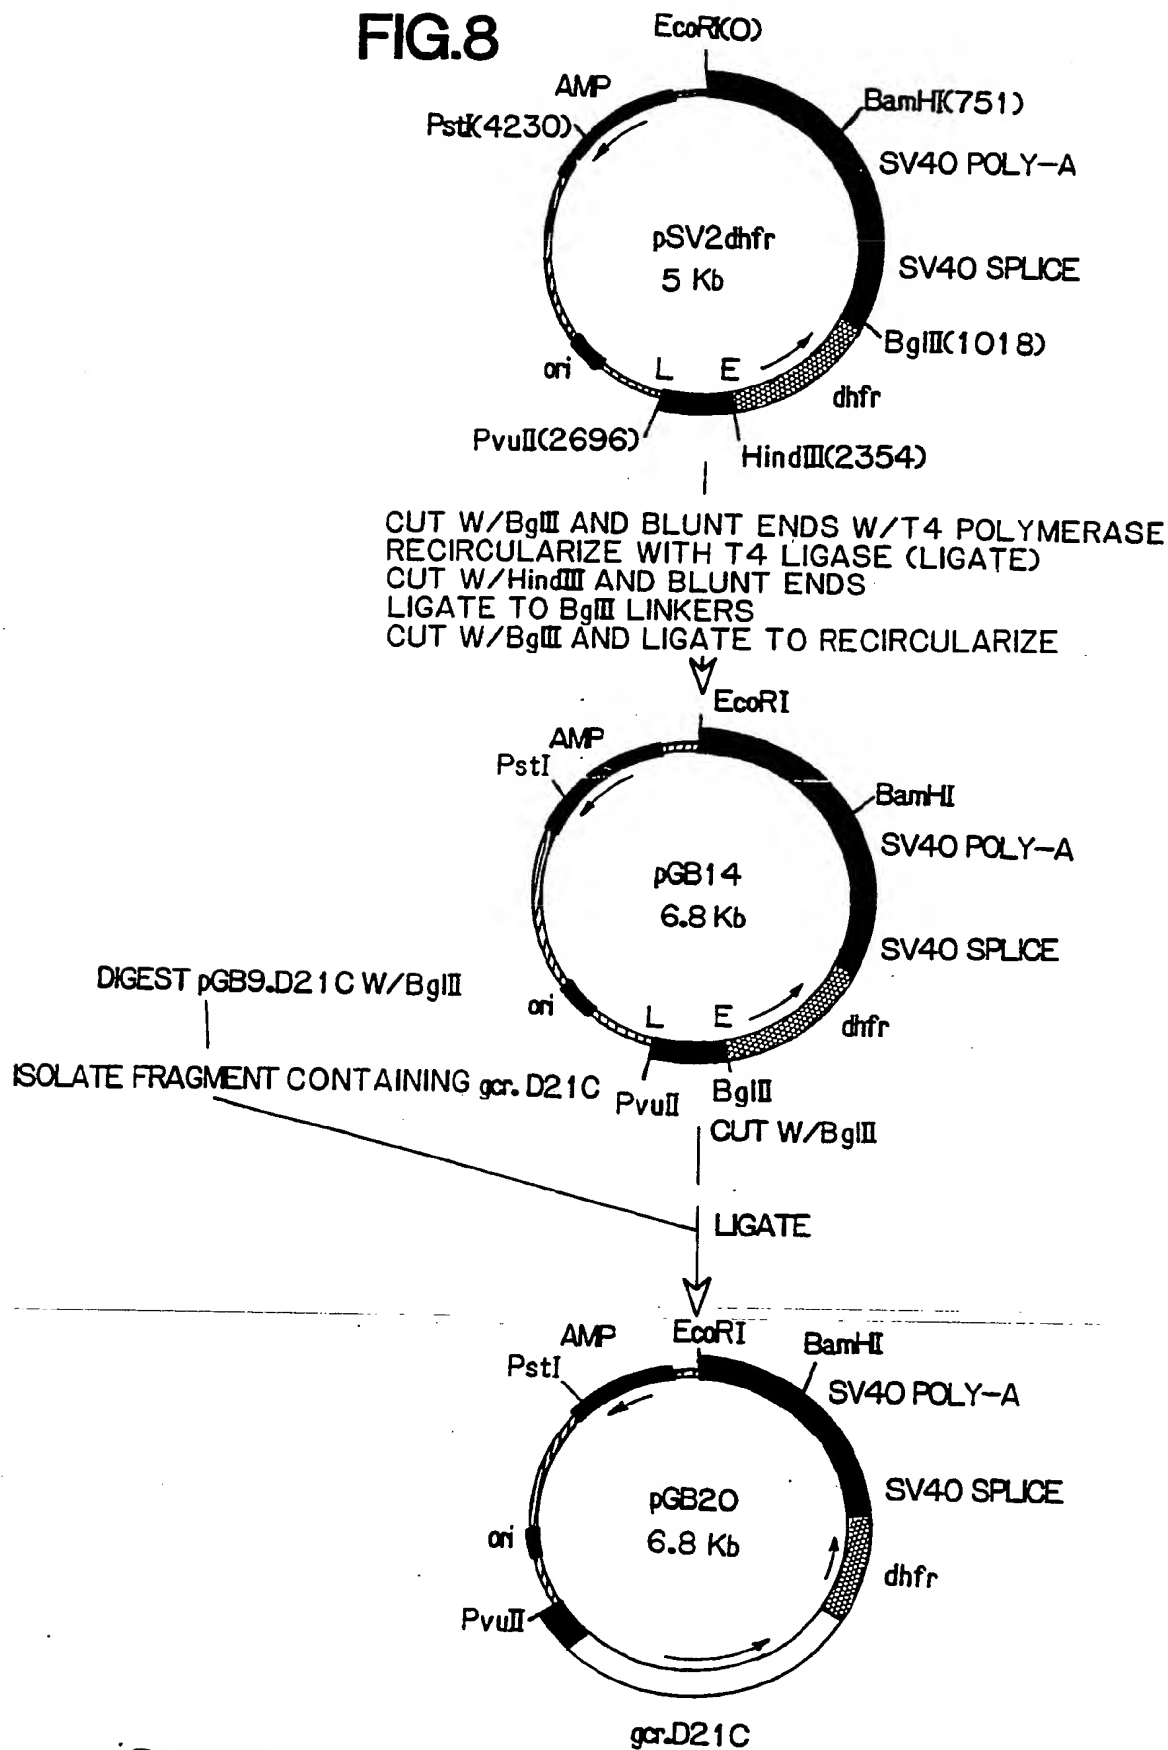 FIG.8
EcoRI(0)
AMP
BamHI(751)
PstI(4230)
SV40 POLY-A
pSV2dhfr
5 Kb
SV40 SPLICE
BglII(1018)
ori
L E
dhfr
PvuII(2696)
HindIII(2354)
CUT W/BglII AND BLUNT ENDS W/T4 POLYMERASE
RECIRCULARIZE WITH T4 LIGASE (LIGATE)
CUT W/HindIII AND BLUNT ENDS
LIGATE TO BglII LINKERS
CUT W/BglII AND LIGATE TO RECIRCULARIZE
EcoRI
AMP
PstI
BamHI
SV40 POLY-A
pGB14
6.8 Kb
SV40 SPLICE
DIGEST pGB9.D21C W/BglII
ori
L E
dhfr
ISOLATE FRAGMENT CONTAINING gcr.D21C
PvuII
BglII
CUT W/BglII
LIGATE
AMP
EcoRI
BamHI
PstI
SV40 POLY-A
pGB20
6.8 Kb
SV40 SPLICE
ori
dhfr
PvuII
gcr.D21C